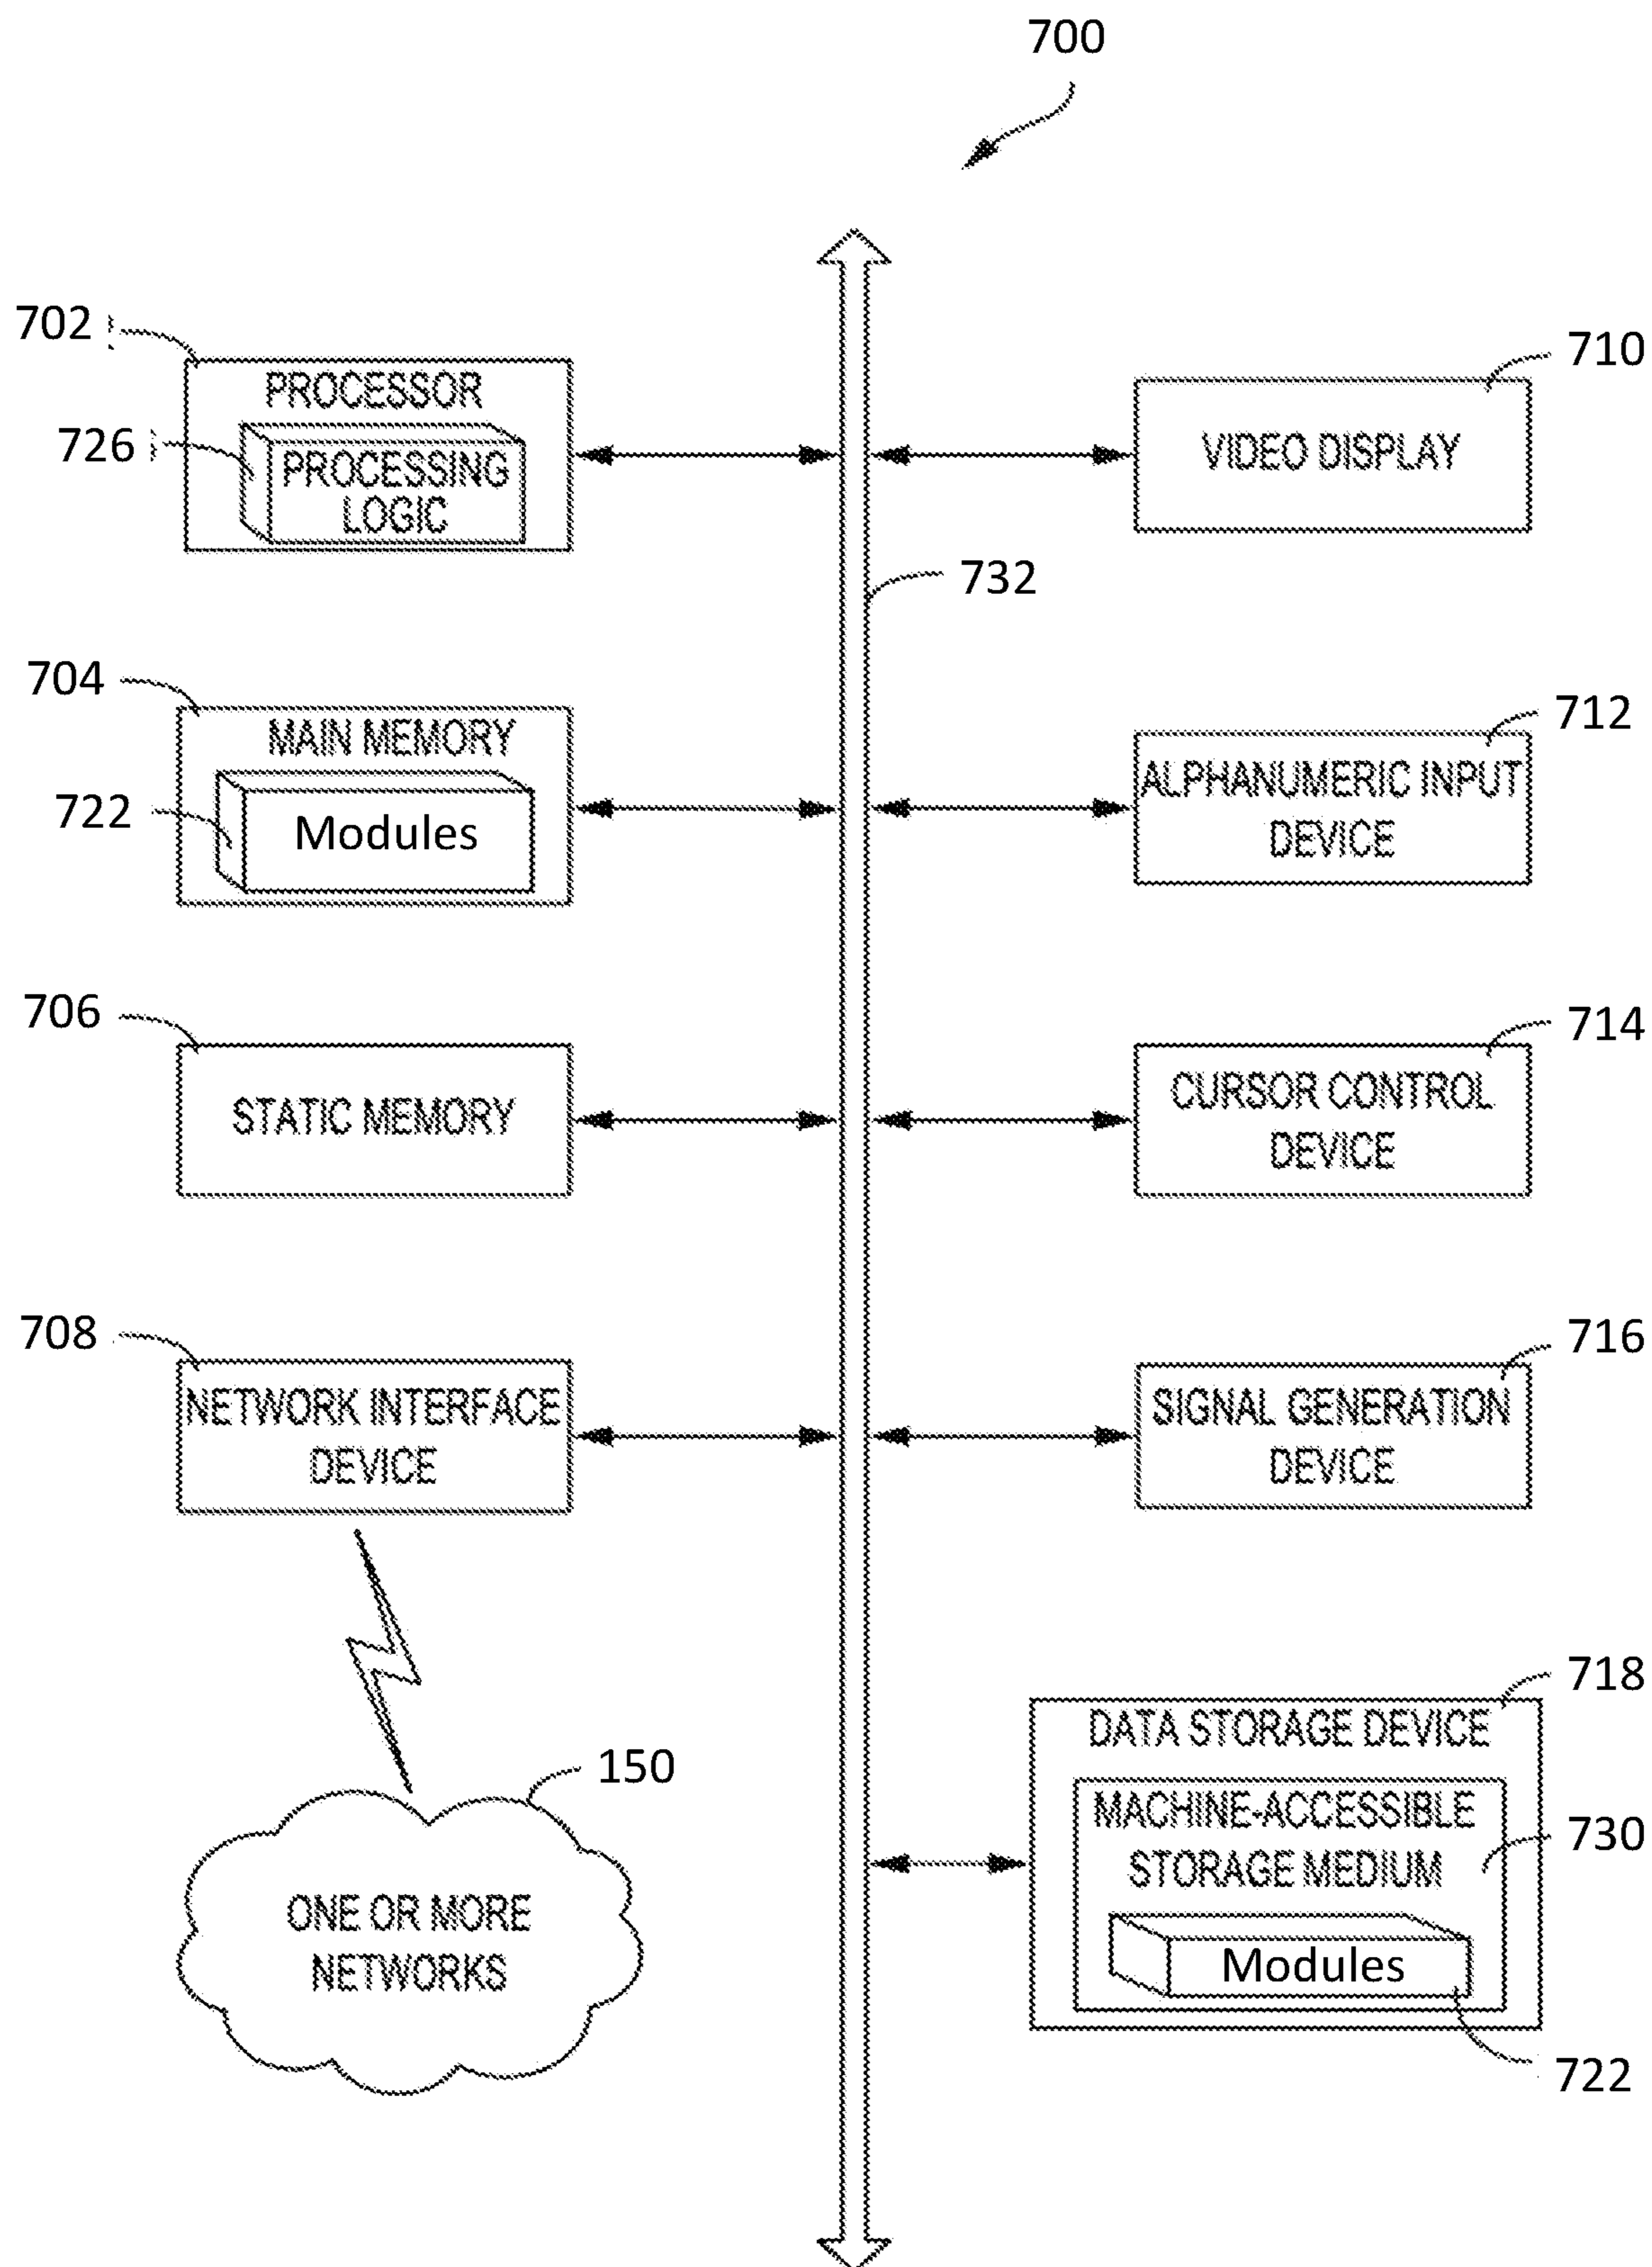 700
702
PROCESSOR
726
PROCESSING
LOGIC
710
VIDEO DISPLAY
732
704
MAIN MEMORY
722
Modules
712
ALPHANUMERIC INPUT
DEVICE
706
STATIC MEMORY
714
CURSOR CONTROL
DEVICE
708
NETWORK INTERFACE
DEVICE
716
SIGNAL GENERATION
DEVICE
150
ONE OR MORE
NETWORKS
718
DATA STORAGE DEVICE
MACHINE-ACCESSIBLE
STORAGE MEDIUM
730
Modules
722